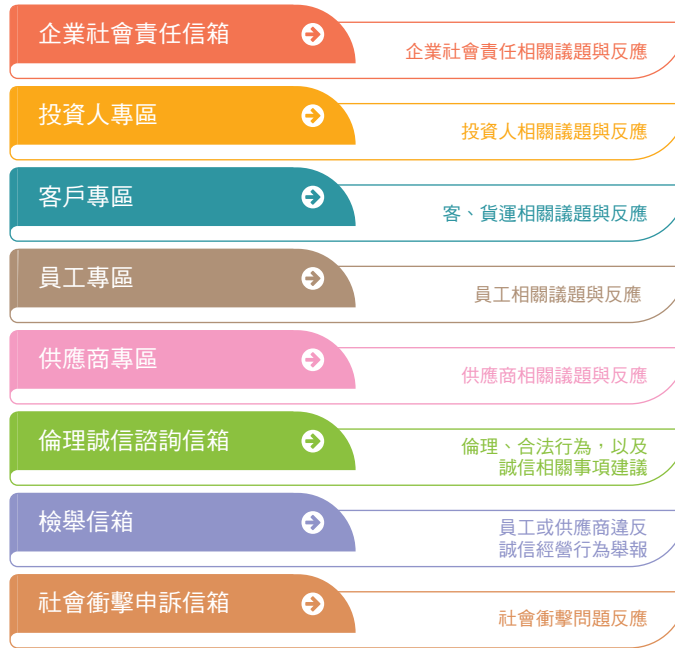 企業社會責任信箱
企業社會責任相關議題與反應
投資人專區
投資人相關議題與反應
客戶專區
客、貨運相關議題與反應
員工專區
員工相關議題與反應
供應商專區
供應商相關議題與反應
倫理誠信諮詢信箱
倫理、合法行為，以及
誠信相關事項建議
檢舉信箱
員工或供應商違反
誠信經營行為舉報
社會衝擊申訴信箱
社會衝擊問題反應